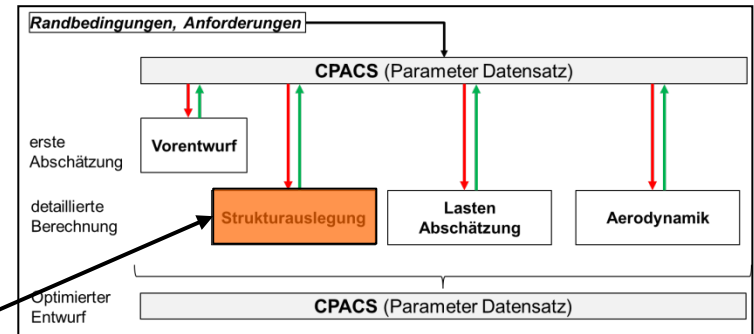 Randbedingungen, Anforderungen
CPACS (Parameter Datensatz)
erste
Abschätzung
Vorentwurf
detaillierte
Berechnung
Strukturauslegung
Lasten
Abschätzung
Aerodynamik
Optimierter
Entwurf
CPACS (Parameter Datensatz)